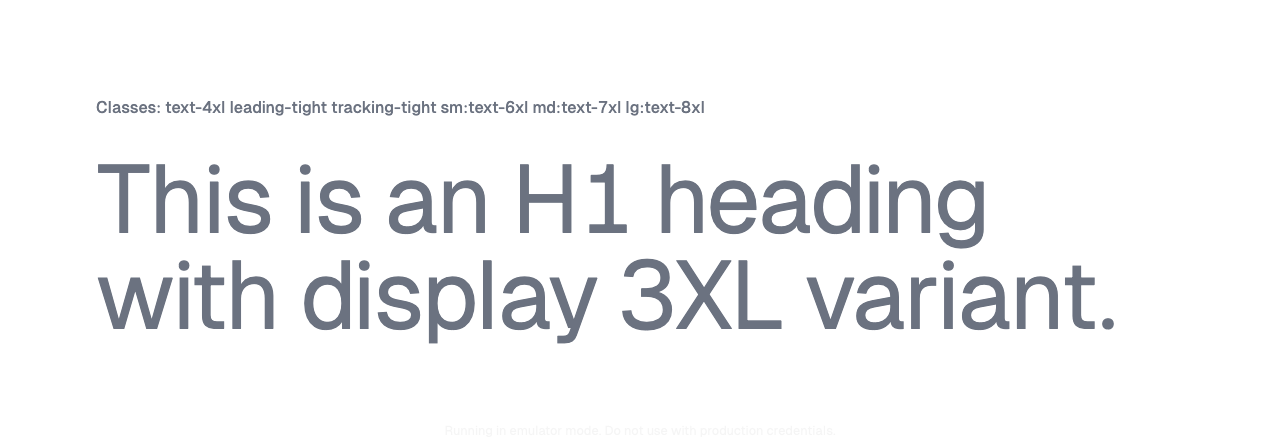 Classes: text-4xl leading-tight tracking-tight sm:text-6xl md:text-7xl lg:text-8xl
This is an H1 heading
with display 3XL variant.
Running in emulator mode. Do not use with production credentials.